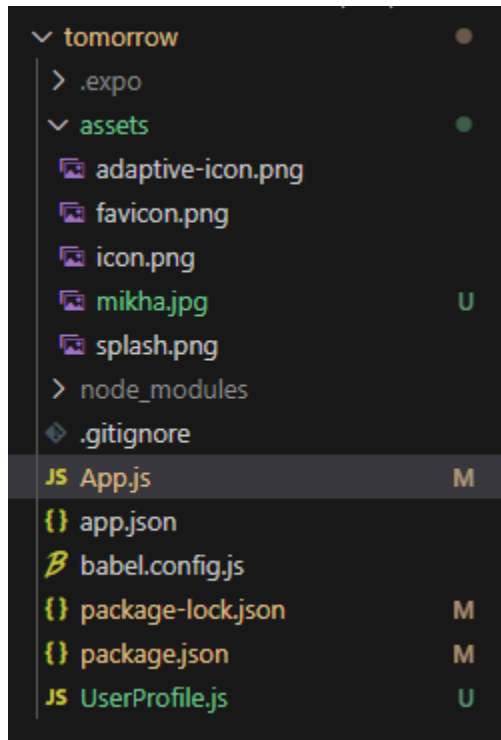 tomorrow
.expo
assets
adaptive-icon.png
favicon.png
icon.png
mikha.jpg U
splash.png
node_modules
.gitignore
JS App.js M
{} app.json
B babel.config.js
{} package-lock.json M
{} package.json M
JS UserProfile.js U